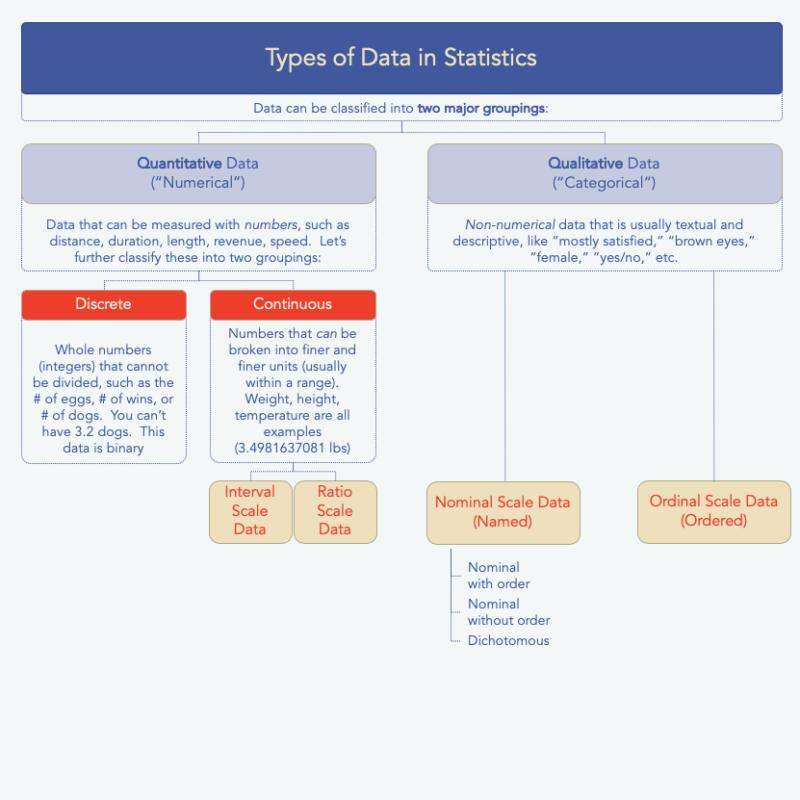 Types of Data in Statistics
Data can be classified into two major groupings:
Quantitative Data
(“Numerical”)
Data that can be measured with numbers, such as
distance, duration, length, revenue, speed. Let’s
further classify these into two groupings:
Discrete
Whole numbers
(integers) that cannot
be divided, such as the
# of eggs, # of wins, or
# of dogs. You can’t
have 3.2 dogs. This
data is binary
Continuous
Numbers that can be
broken into finer and
finer units (usually
within a range).
Weight, height,
temperature are all
examples
(3.4981637081 lbs)
Interval
Scale
Data
Ratio
Scale
Data
Qualitative Data
(“Categorical”)
Non-numerical data that is usually textual and
descriptive, like “mostly satisfied,” “brown eyes,”
“female,” “yes/no,” etc.
Nominal Scale Data
(Named)
Nominal
with order
Nominal
without order
Dichotomous
Ordinal Scale Data
(Ordered)